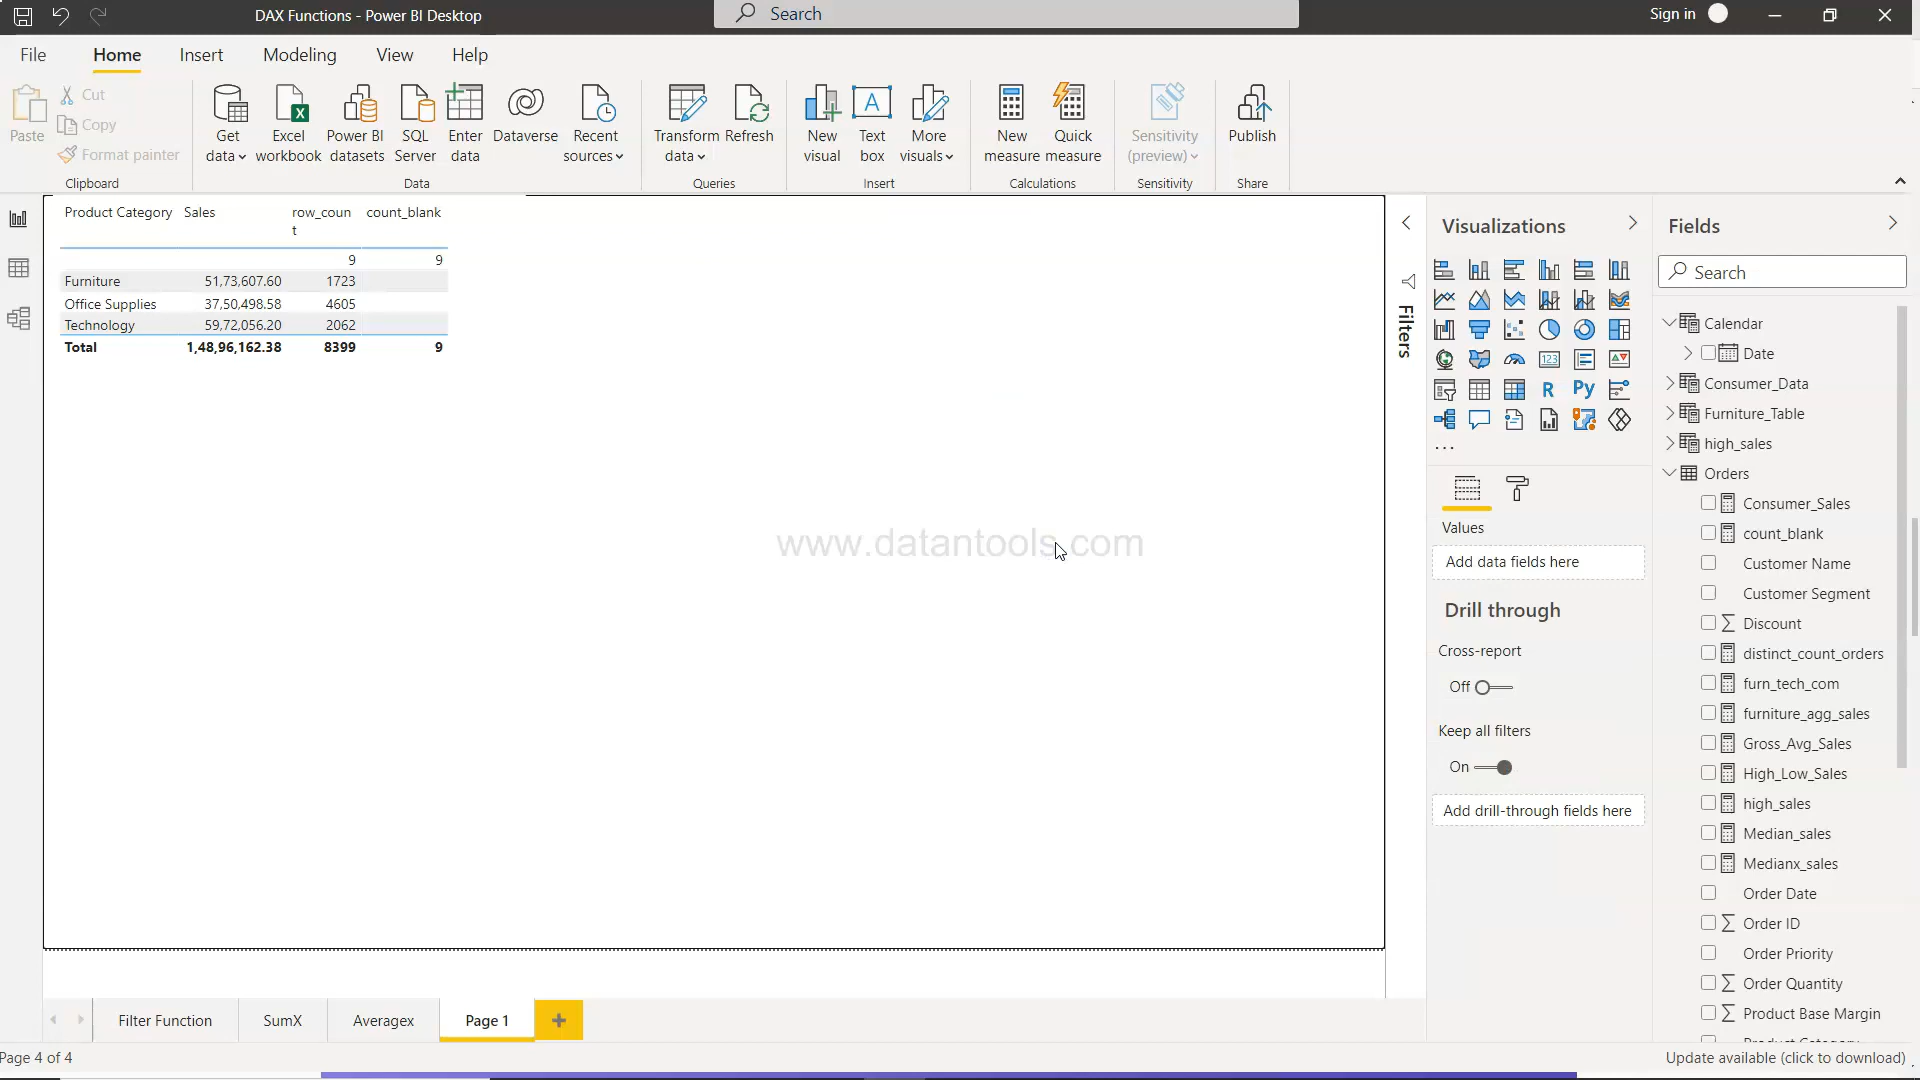 DAX Functions - Power BI Desktop
Search
Sign in
File Home Insert Modeling View Help
Paste
Cut
Copy
Format painter
Clipboard
Get data
Excel workbook
Power BI datasets
SQL Server
Enter data
Dataverse
Recent sources
Data
Transform data
Refresh
Queries
New visual
Text box
More visuals
Insert
New measure
Quick measure
Calculations
Sensitivity (preview)
Sensitivity
Publish
Share
Product Category Sales row_coun count_blank
t
9 9
Furniture 51,73,607.60 1723
Office Supplies 37,50,498.58 4605
Technology 59,72,056.20 2062
Total 1,48,96,162.38 8399 9
www.datantools.com
Filters
Visualizations
R
Py
123
...
Values
Add data fields here
Drill through
Cross-report
Off
Keep all filters
On
Add drill-through fields here
Fields
Search
Calendar
Date
Consumer_Data
Furniture_Table
high_sales
Orders
Consumer_Sales
count_blank
Customer Name
Customer Segment
Discount
distinct_count_orders
furn_tech_com
furniture_agg_sales
Gross_Avg_Sales
High_Low_Sales
high_sales
Median_sales
Medianx_sales
Order Date
Order ID
Order Priority
Order Quantity
Product Base Margin
Filter Function SumX Averagex Page 1
Page 4 of 4
Update available (click to download)